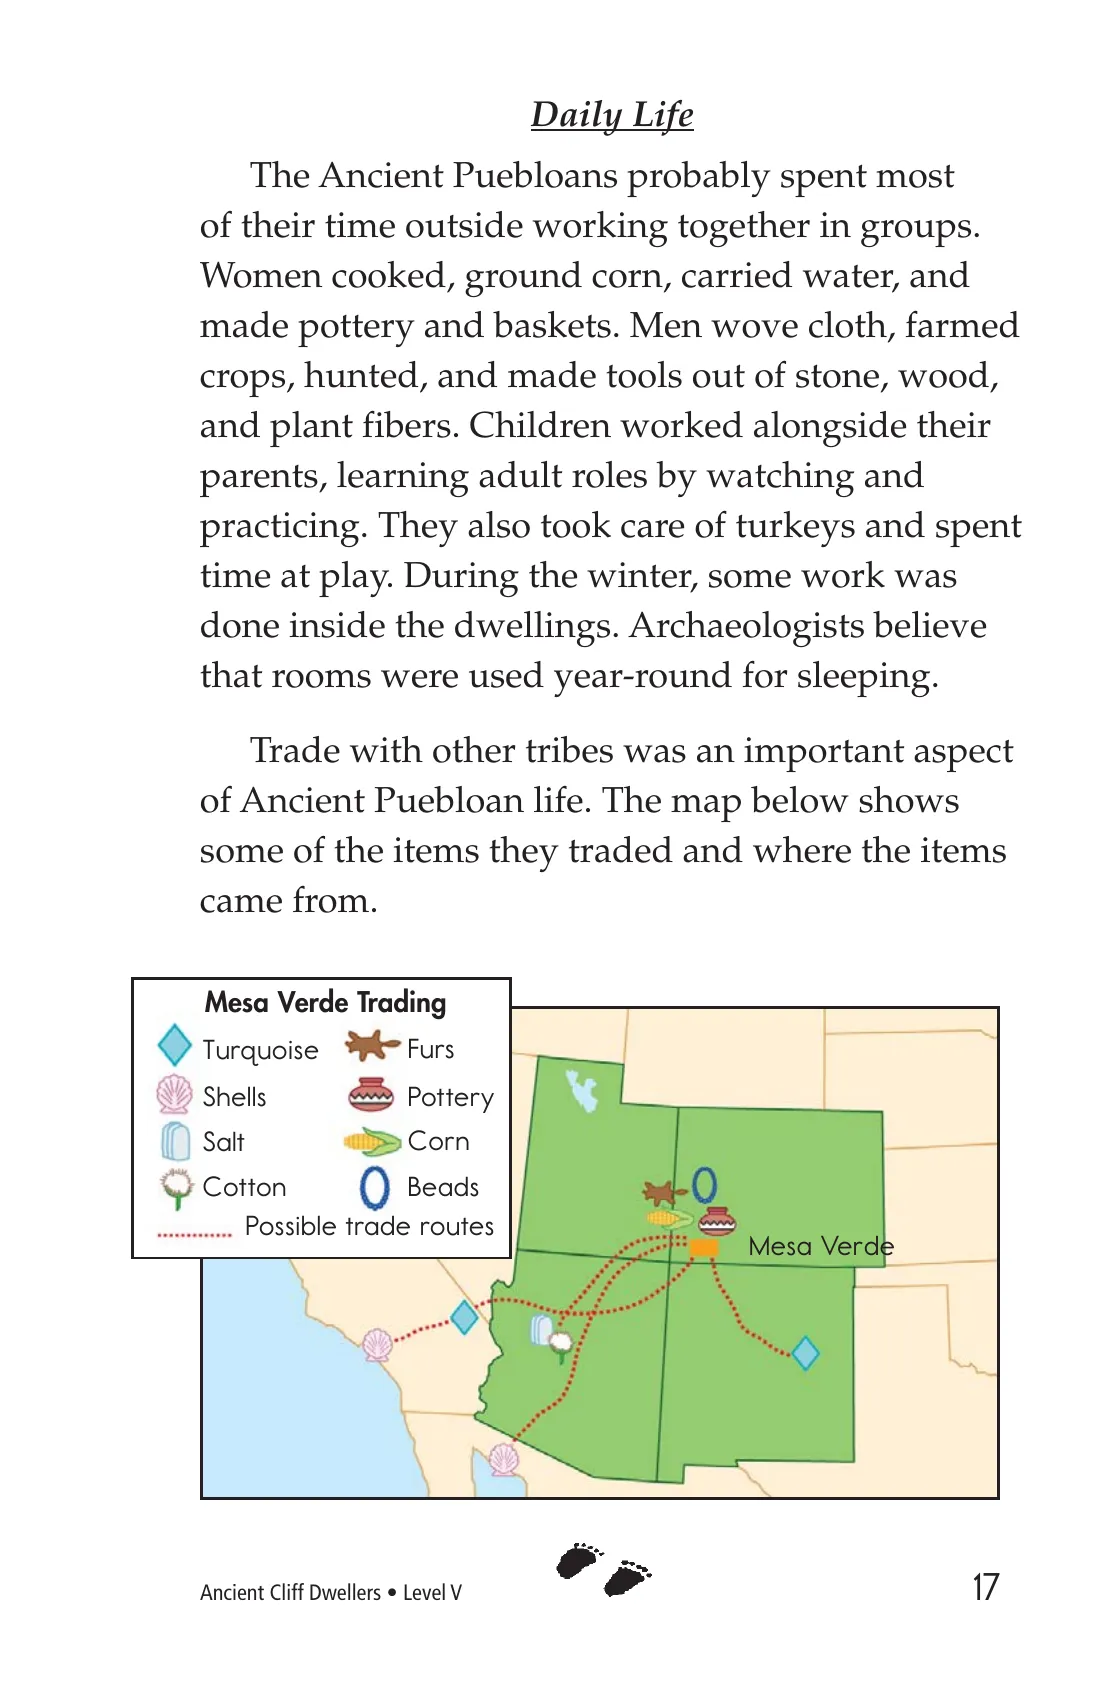 Daily Life
The Ancient Puebloans probably spent most
of their time outside working together in groups.
Women cooked, ground corn, carried water, and
made pottery and baskets. Men wove cloth, farmed
crops, hunted, and made tools out of stone, wood,
and plant fibers. Children worked alongside their
parents, learning adult roles by watching and
practicing. They also took care of turkeys and spent
time at play. During the winter, some work was
done inside the dwellings. Archaeologists believe
that rooms were used year-round for sleeping.
Trade with other tribes was an important aspect
of Ancient Puebloan life. The map below shows
some of the items they traded and where the items
came from.
Mesa Verde Trading
Turquoise Furs
Shells Pottery
Salt Corn
Cotton Beads
Possible trade routes
Mesa Verde
Ancient Cliff Dwellers • Level V 17